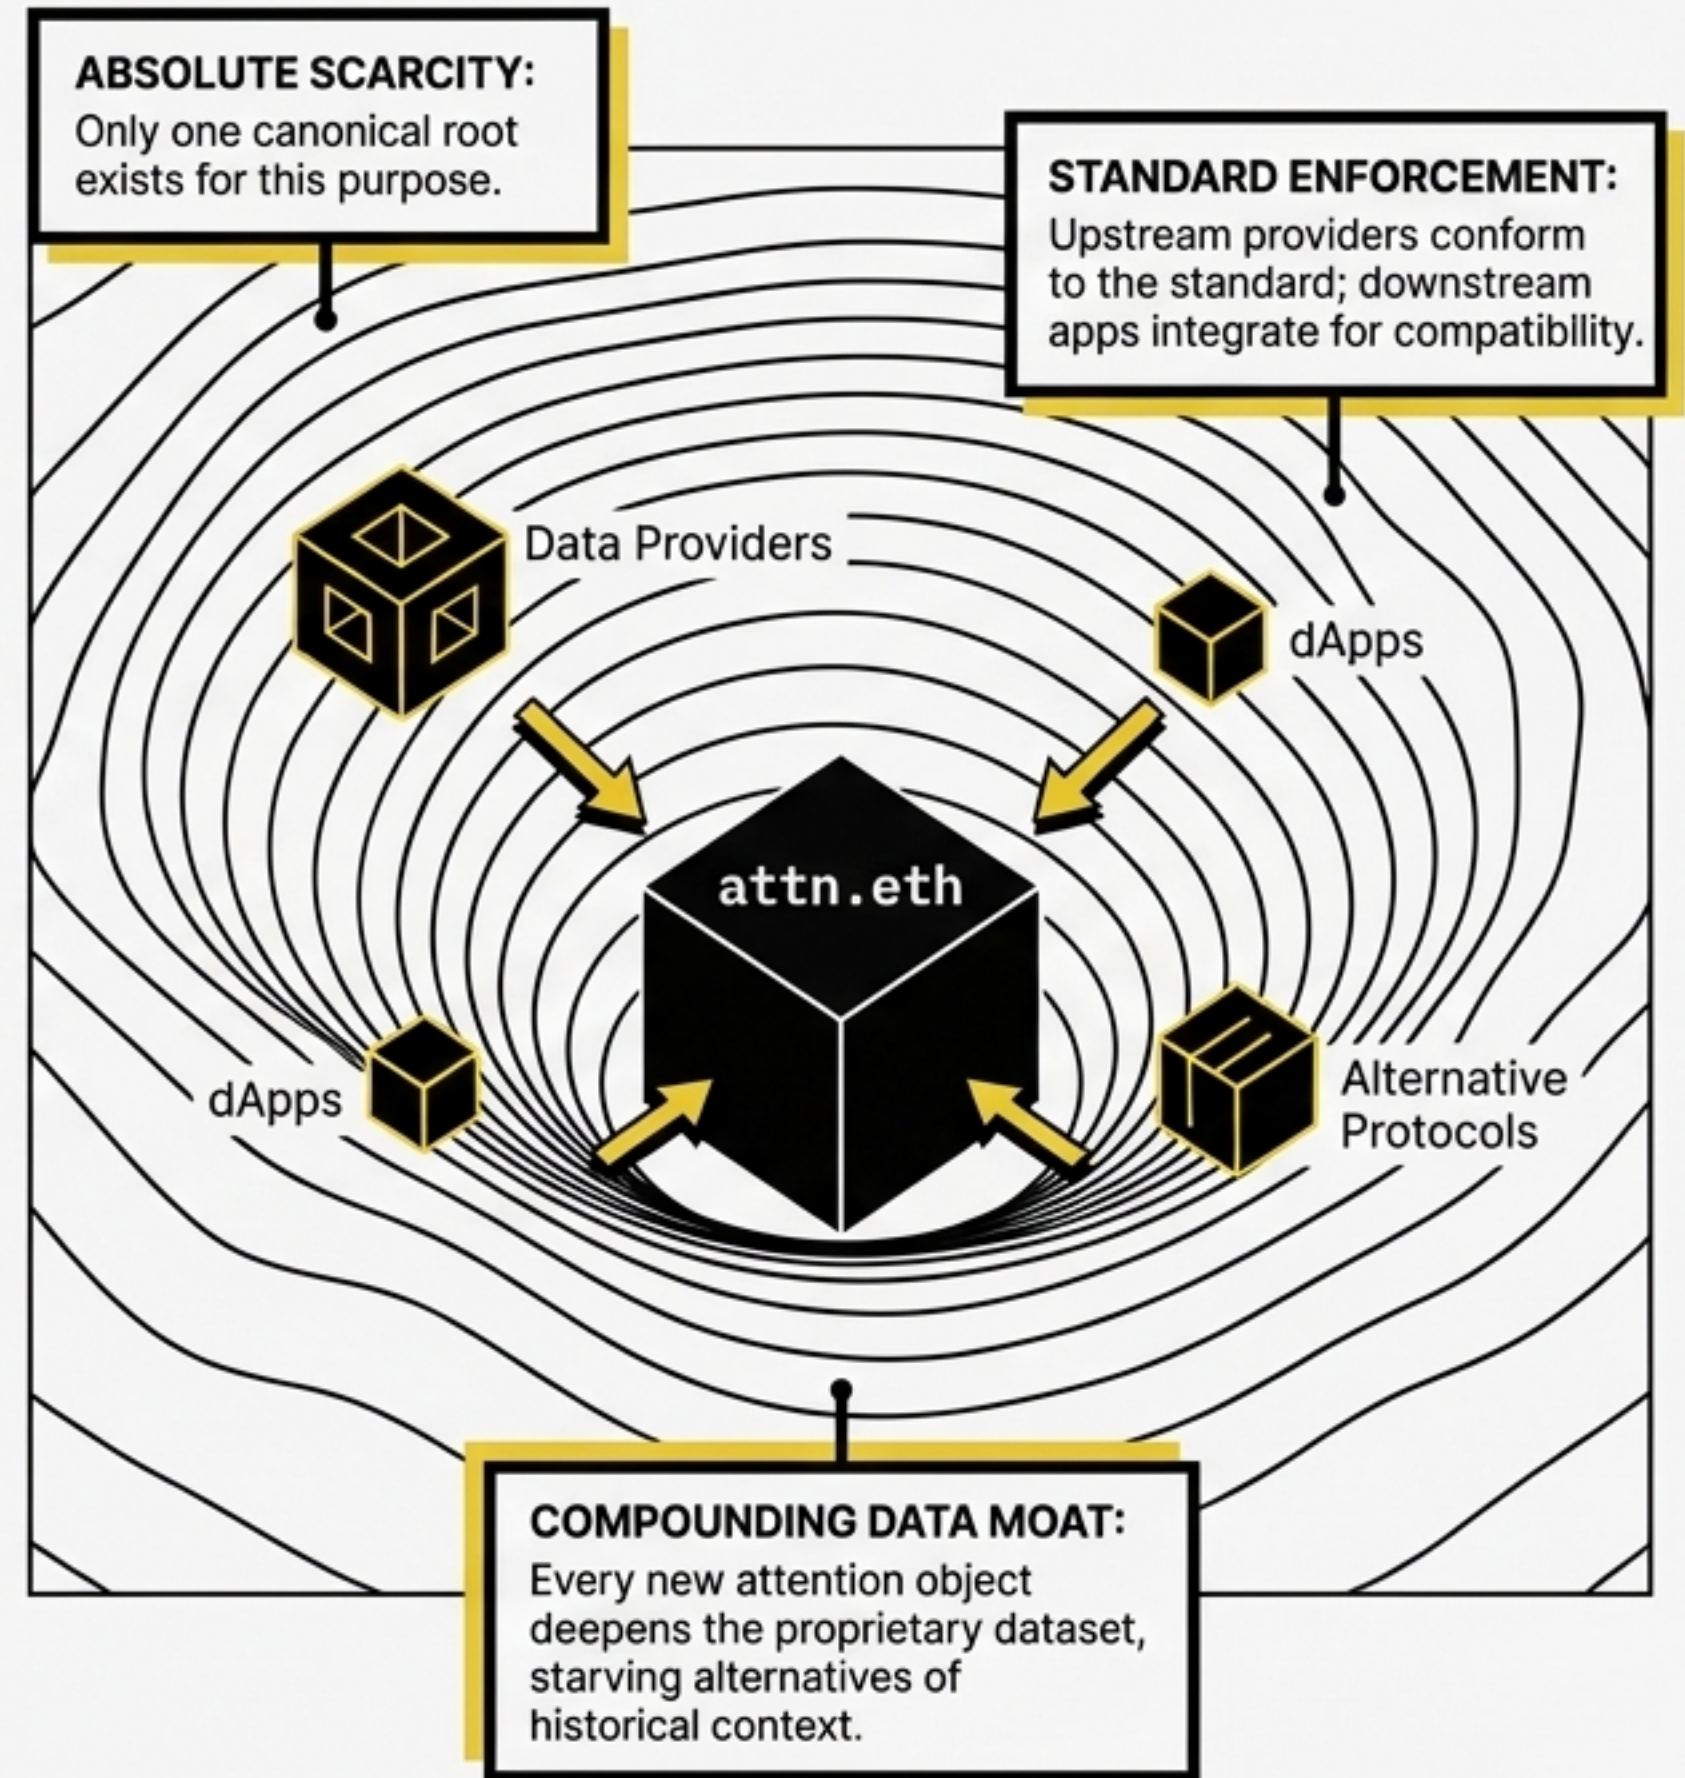 ABSOLUTE SCARCITY:
Only one canonical root
exists for this purpose.
STANDARD ENFORCEMENT:
Upstream providers conform
to the standard; downstream
apps integrate for compatibllity.
Data Providers
dApps
attn.eth
dApps
Alternative
Protocols
COMPOUNDING DATA MOAT:
Every new attention object
deepens the proprietary dataset,
starving alternatives of
historical context.